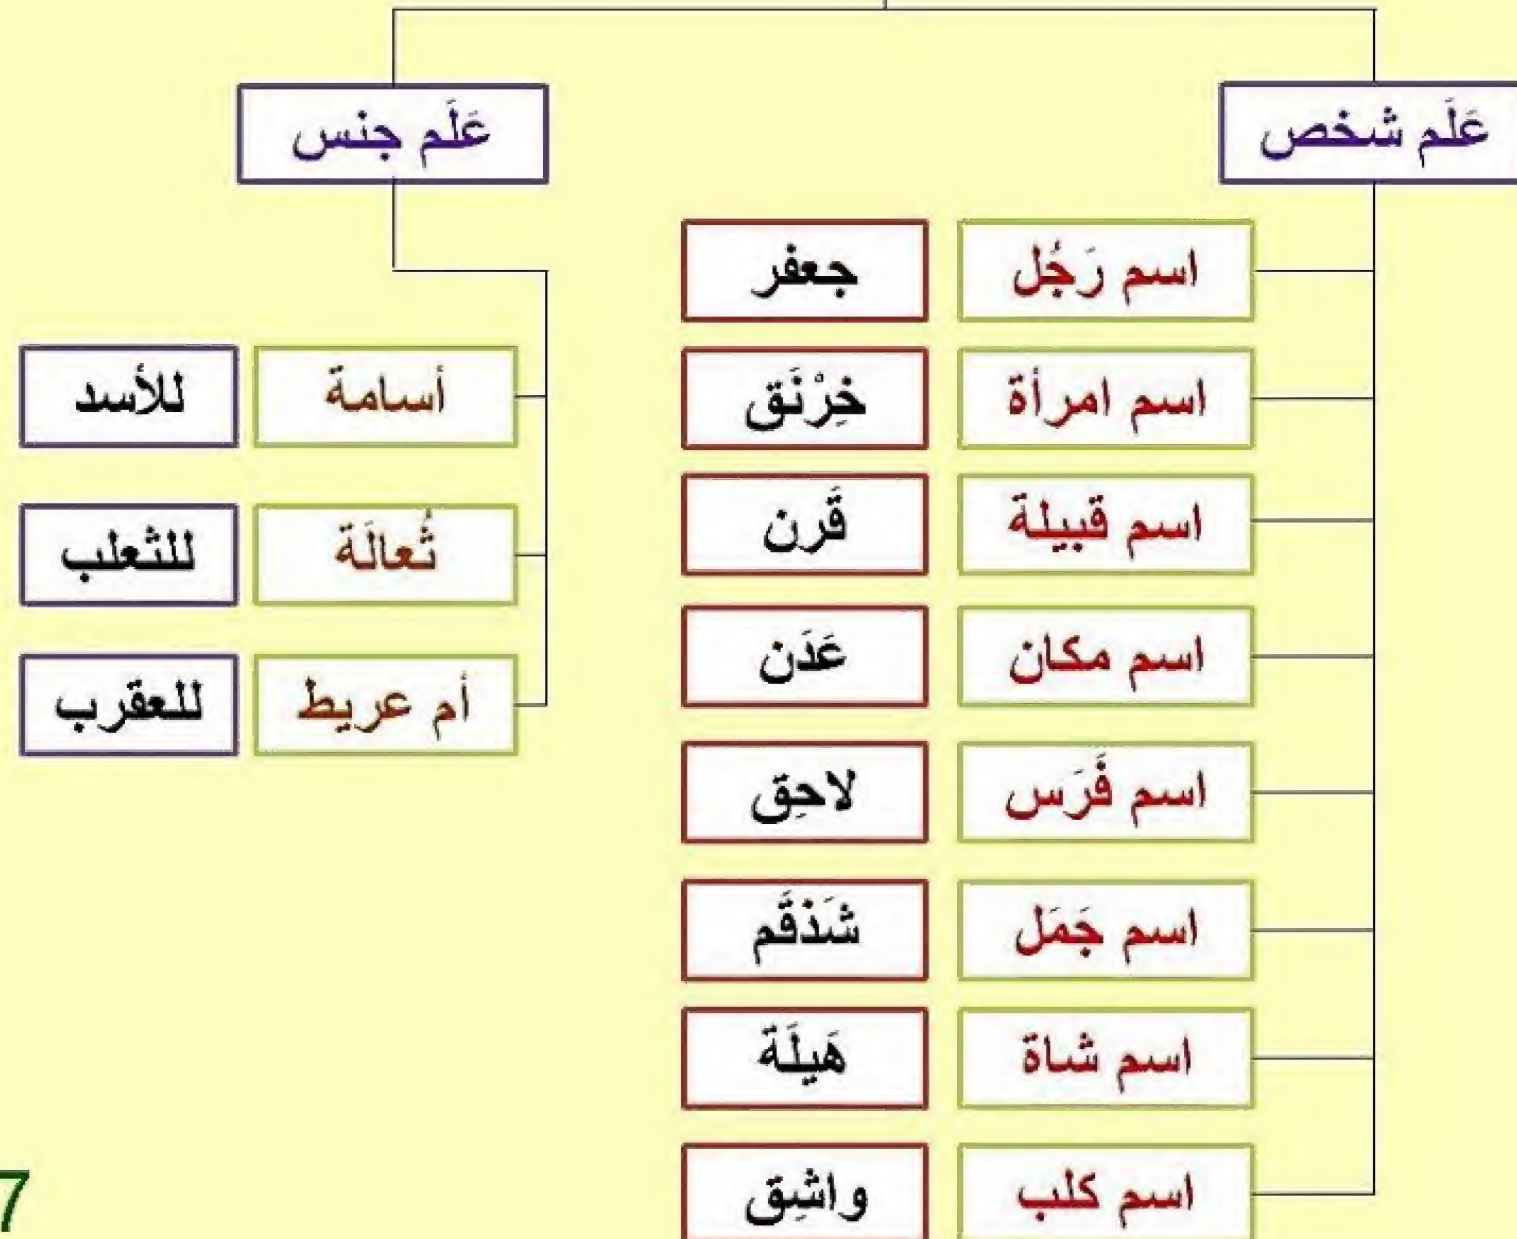 عَلَم شخص
اسم رَجُل
جعفر
اسم امرأة
خِرْنَق
اسم قبيلة
قَرن
اسم مكان
عَدَن
اسم فَرَس
لاحِق
اسم جَمَل
شَذقَم
اسم شاة
هَيلَة
اسم كلب
واشِق
عَلَم جنس
أسامة
للأسد
ثُعالَة
للثعلب
أم عريط
للعقرب
7